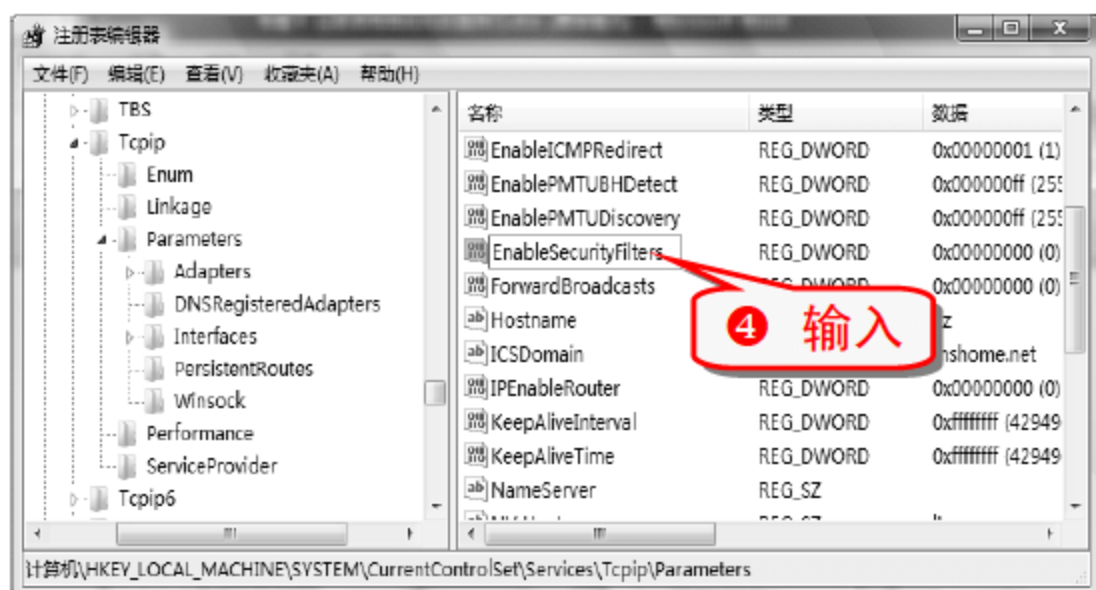 注册表编辑器
文件(F) 编辑(E) 查看(V) 收藏夹(A) 帮助(H)
TBS
Tcpip
Enum
Linkage
Parameters
Adapters
DNSRegisteredAdapters
Interfaces
PersistentRoutes
Winsock
Performance
ServiceProvider
Tcpip6
名称 类型 数据
EnableICMPRedirect REG_DWORD 0x00000001 (1)
EnablePMTUBHDetect REG_DWORD 0x000000ff (255
EnablePMTUDiscovery REG_DWORD 0x000000ff (255
EnableSecurityFilters REG_DWORD 0x00000000 (0)
ForwardBroadcasts REG_DWORD 0x00000000 (0)
Hostname z
ICSDomain nshome.net
IPEnableRouter REG_DWORD 0x00000000 (0)
KeepAliveInterval REG_DWORD 0xffffffff (42949
KeepAliveTime REG_DWORD 0xffffffff (42949
NameServer REG_SZ
❹ 输入
计算机\HKEY_LOCAL_MACHINE\SYSTEM\CurrentControlSet\Services\Tcpip\Parameters